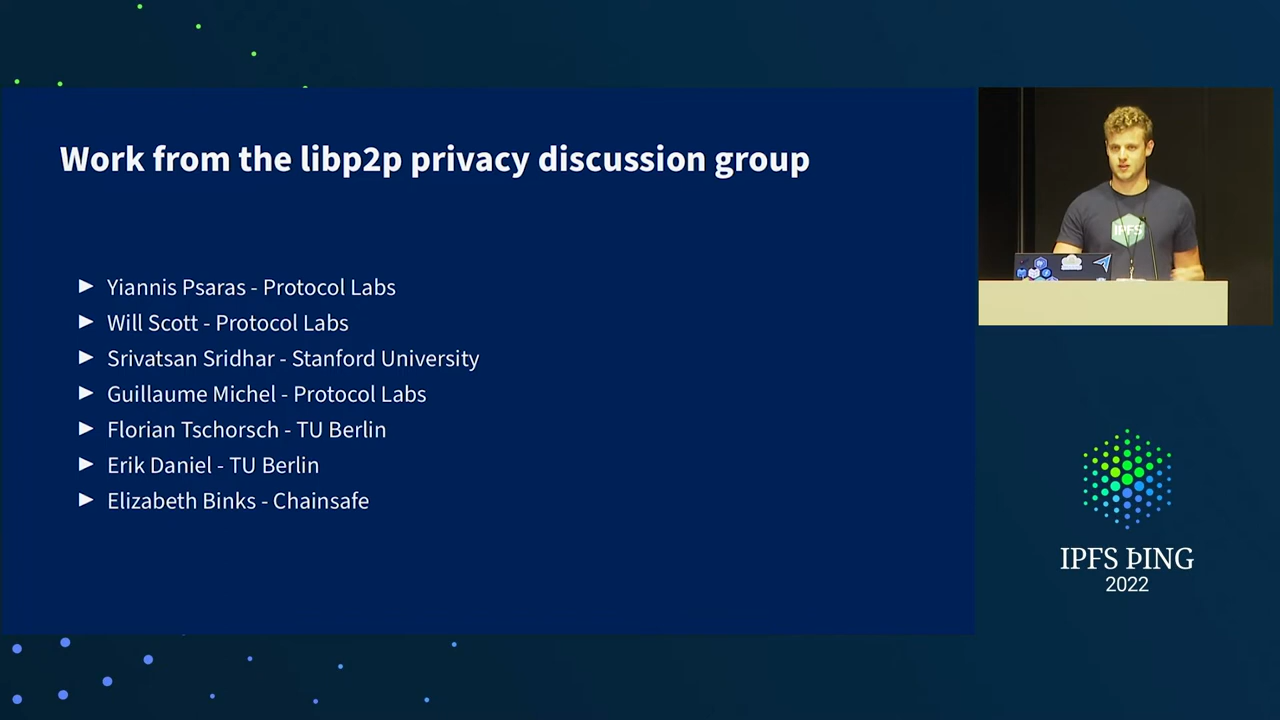 Work from the libp2p privacy discussion group
► Yiannis Psaras - Protocol Labs
► Will Scott - Protocol Labs
► Srivatsan Sridhar - Stanford University
► Guillaume Michel - Protocol Labs
► Florian Tschorsch - TU Berlin
► Erik Daniel - TU Berlin
► Elizabeth Binks - Chainsafe
IPFS
IPFS ÞING
2022